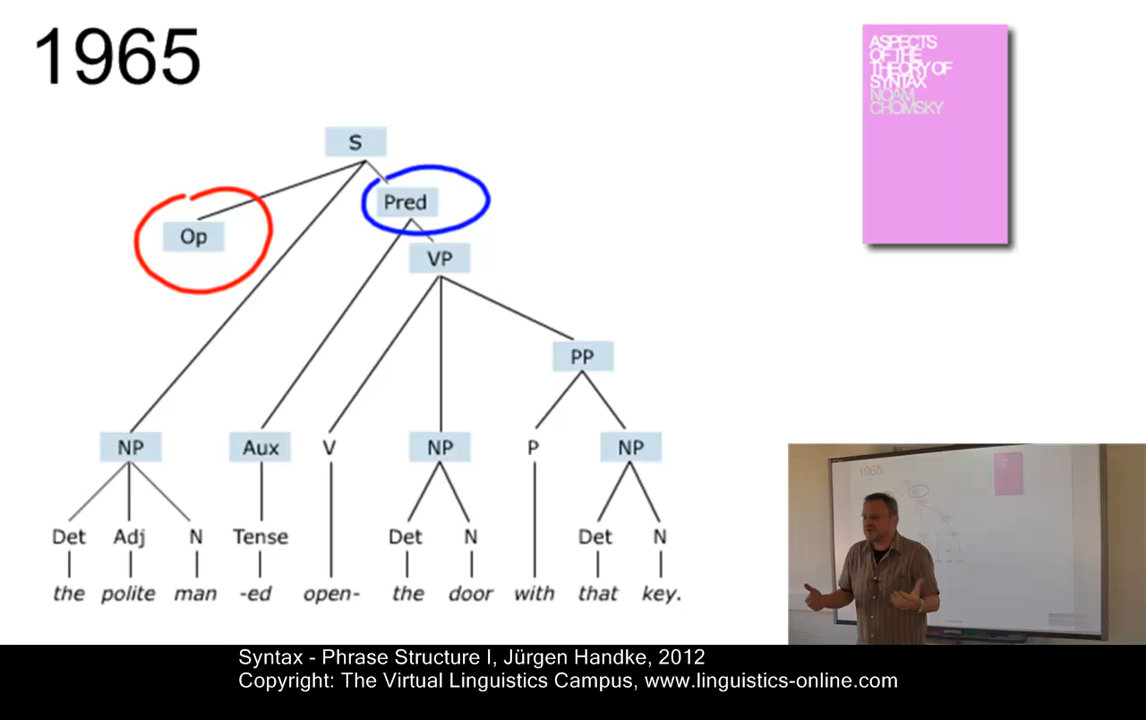 1965
ASPECTS
OF THE
THEORY OF
SYNTAX
NOAM
CHOMSKY
S
Pred
Op
VP
PP
NP Aux V NP P NP
Det Adj N Tense Det N Det N
the polite man -ed open- the door with that key.
1965
Syntax - Phrase Structure I, Jürgen Handke, 2012
Copyright: The Virtual Linguistics Campus, www.linguistics-online.com